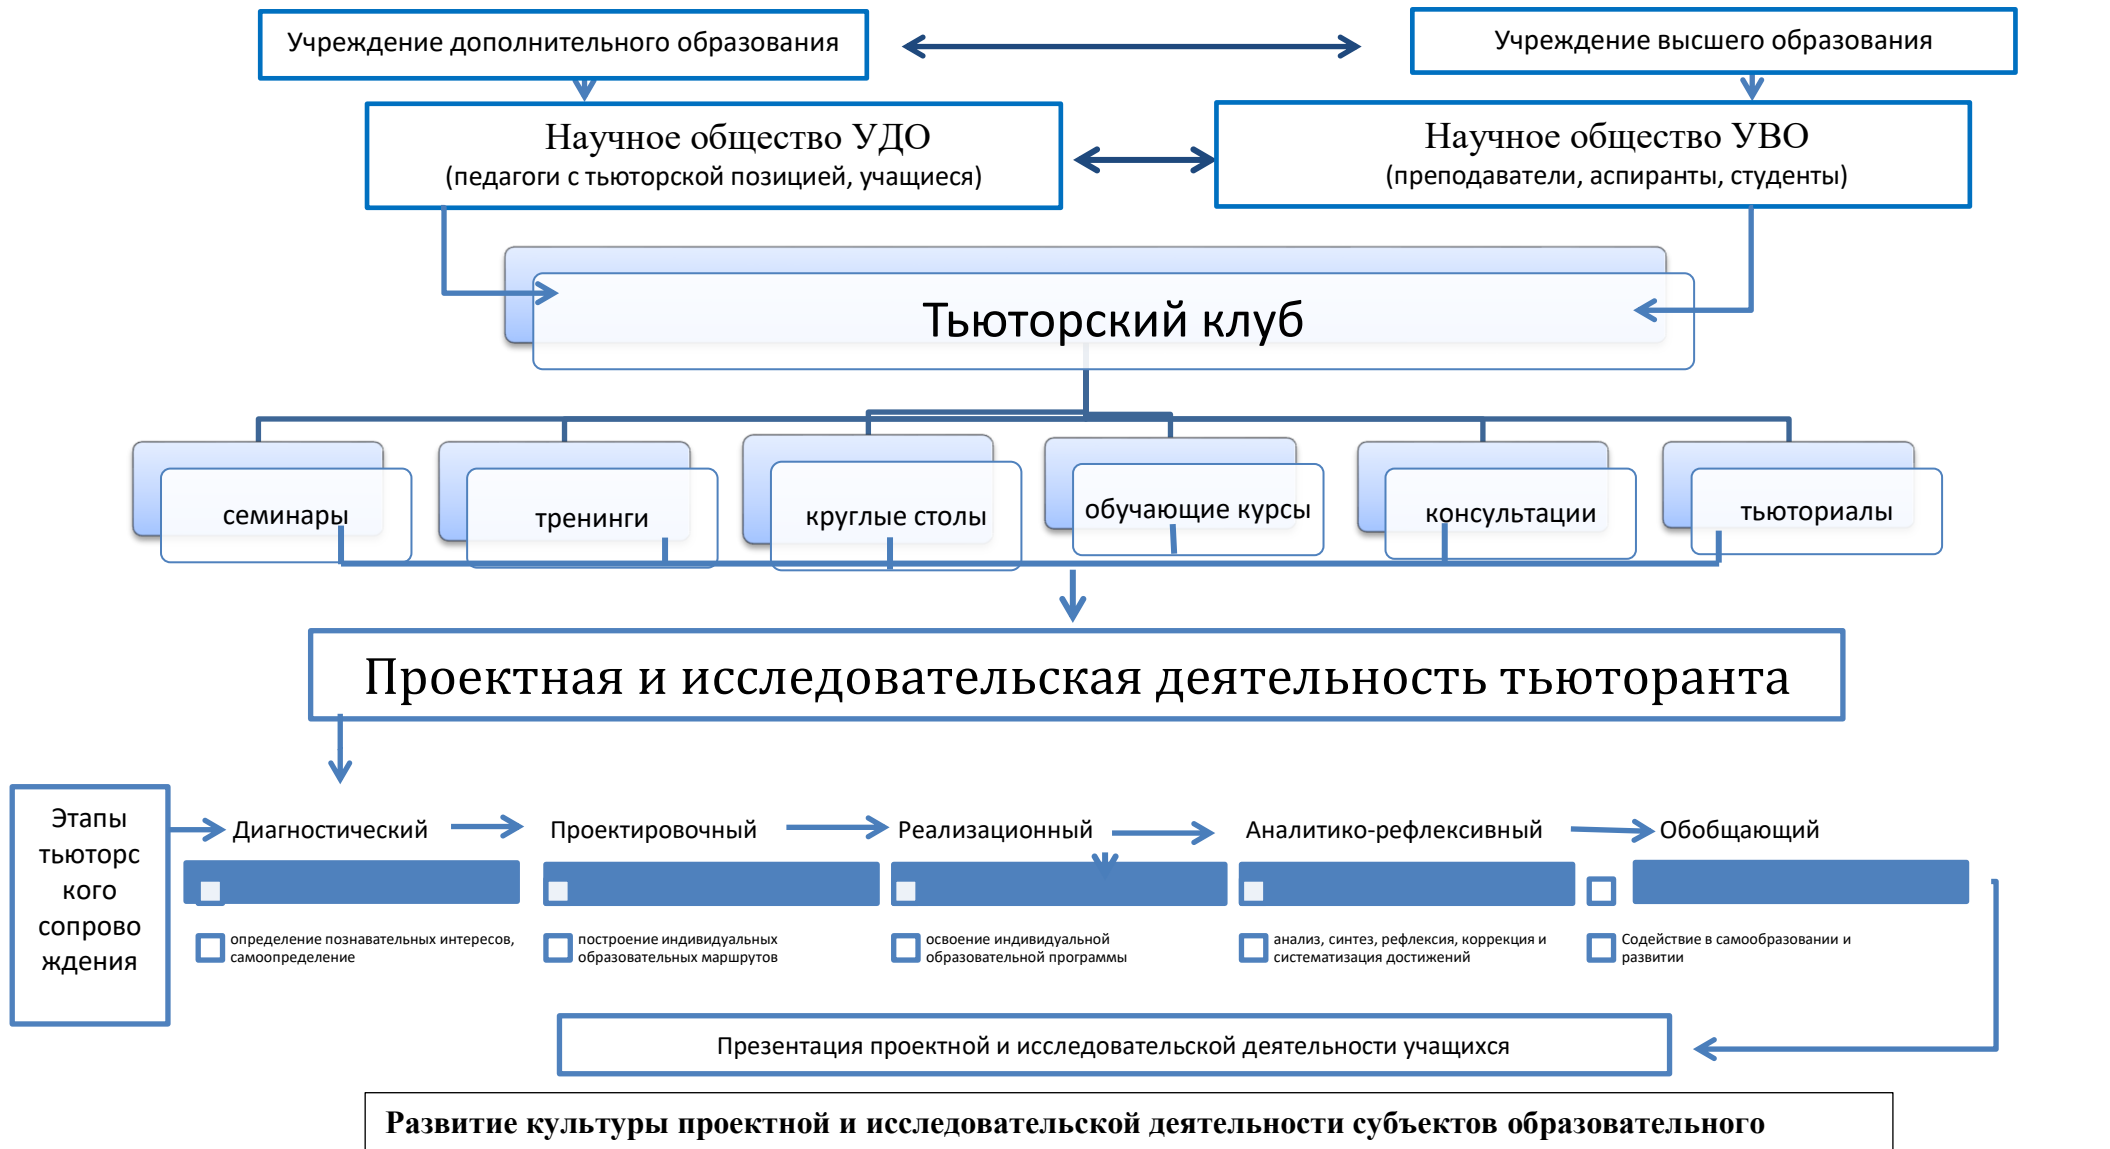 Учреждение дополнительного образования
Учреждение высшего образования
Научное общество УДО
(педагоги с тьюторской позицией, учащиеся)
Научное общество УВО
(преподаватели, аспиранты, студенты)
Тьюторский клуб
семинары
тренинги
круглые столы
обучающие курсы
консультации
тьюториалы
Проектная и исследовательская деятельность тьюторанта
Этапы
тьюторс
кого
сопрово
ждения
Диагностический
Проектировочный
Реализационный
Аналитико-рефлексивный
Обобщающий
определение познавательных интересов,
самоопределение
построение индивидуальных
образовательных маршрутов
освоение индивидуальной
образовательной программы
анализ, синтез, рефлексия, коррекция и
систематизация достижений
Содействие в самообразовании и
развитии
Презентация проектной и исследовательской деятельности учащихся
Развитие культуры проектной и исследовательской деятельности субъектов образовательного